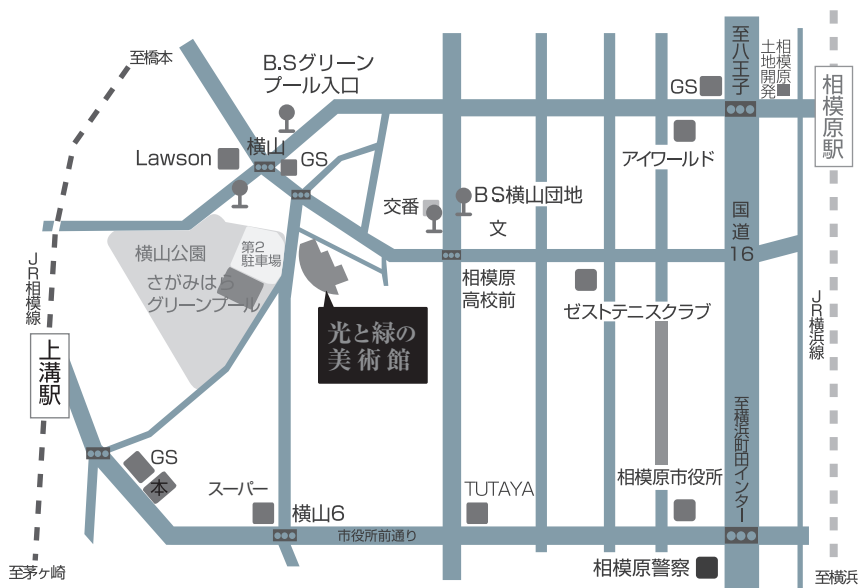 至橋本
B.Sグリーン
プール入口
Lawson
横山
GS
交番
B.S横山団地
文
GS
アイワールド
至八王子
相模原
土地開発
相模原駅
国道16
横山公園
第2
駐車場
さがみはら
グリーンプール
JR相模線
上溝駅
光と緑の
美術館
相模原
高校前
ゼストテニスクラブ
JR横浜線
至横浜町田インター
GS
本
スーパー
横山6
市役所前通り
TUTAYA
相模原市役所
相模原警察
至茅ヶ崎
至横浜